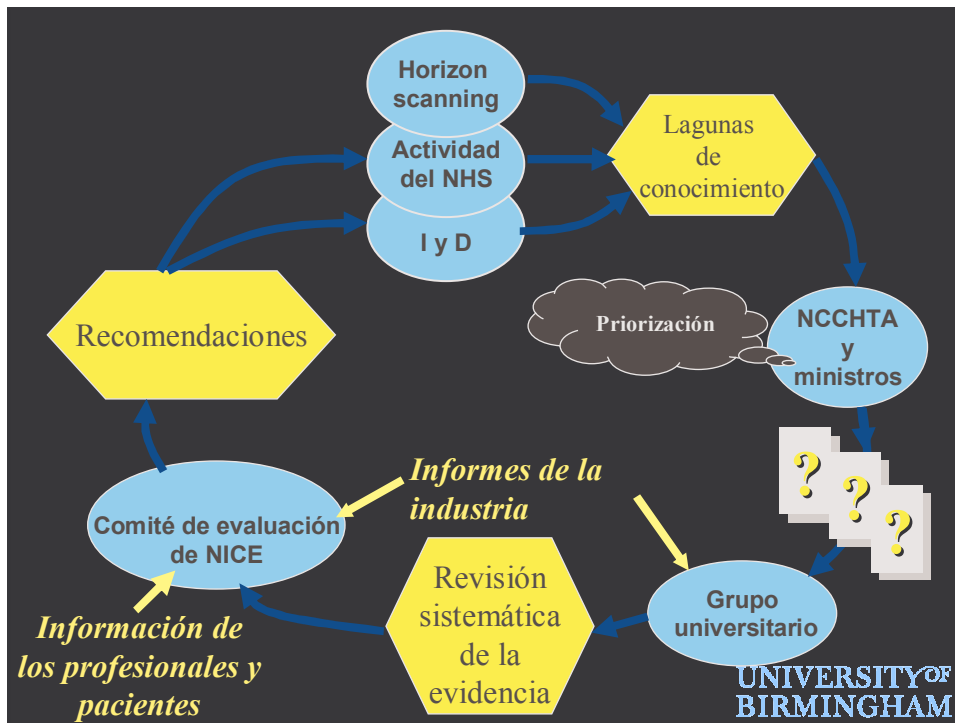 Horizon
scanning
Actividad
del NHS
I y D
Lagunas
de
conocimiento
Recomendaciones
Priorización
NCCHTA
y
ministros
?
?
?
Informes de la
industria
Comité de evaluación
de NICE
Revisión
sistemática
de la
evidencia
Grupo
universitario
Información de
los profesionales y
pacientes
UNIVERSITY OF
BIRMINGHAM